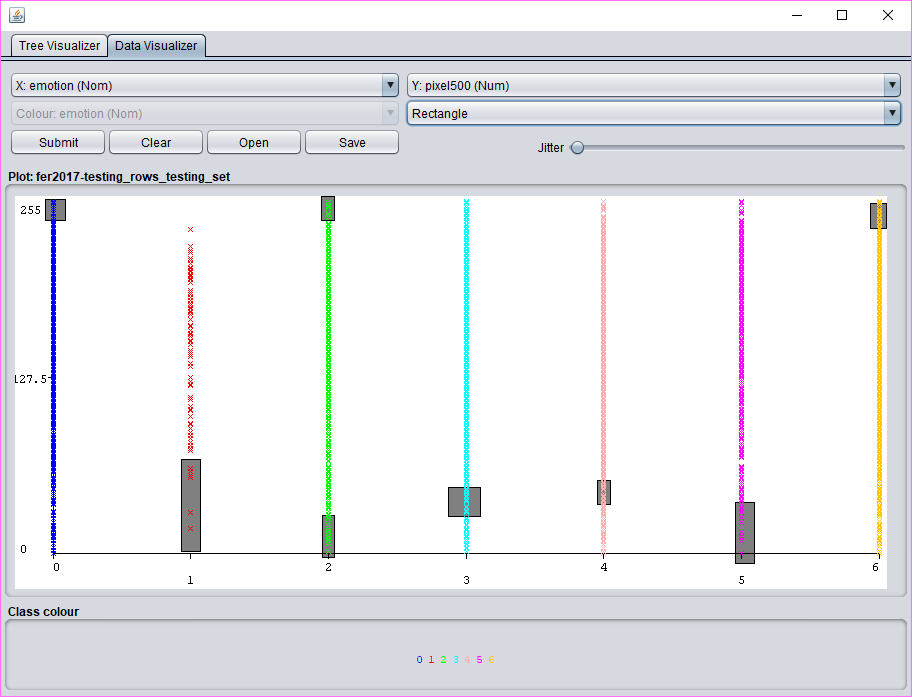 Tree Visualizer Data Visualizer
X: emotion (Nom) Y: pixel500 (Num)
Colour: emotion (Nom) Rectangle
Submit Clear Open Save Jitter
Plot: fer2017-testing_rows_testing_set
255
127.5
0
0 2 4 6
1 3 5
Class colour
0 1 2 3 4 5 6